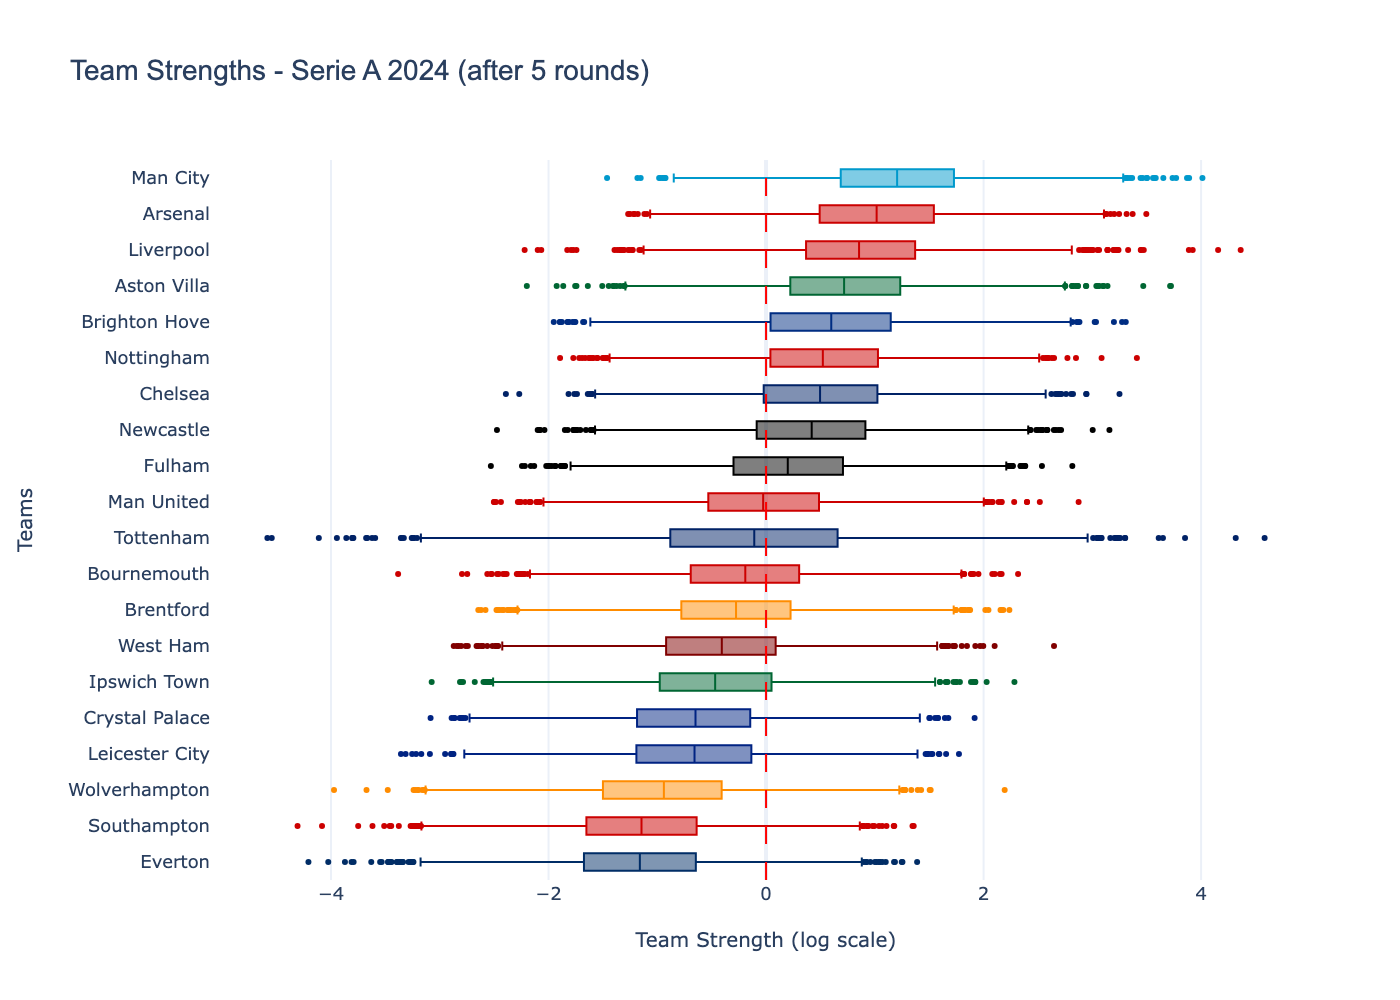 Team Strengths - Serie A 2024 (after 5 rounds)
Teams
Man City
Arsenal
Liverpool
Aston Villa
Brighton Hove
Nottingham
Chelsea
Newcastle
Fulham
Man United
Tottenham
Bournemouth
Brentford
West Ham
Ipswich Town
Crystal Palace
Leicester City
Wolverhampton
Southampton
Everton
−4 −2 0 2 4
Team Strength (log scale)